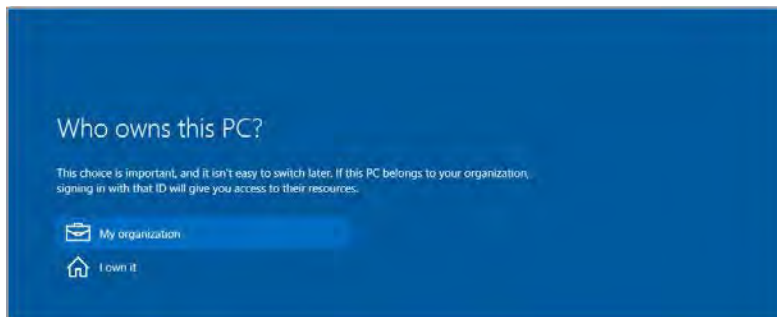 Who owns this PC?
This choice is important, and it isn't easy to switch later. If this PC belongs to your organization,
signing in with that ID will give you access to their resources.
My organization
I own it